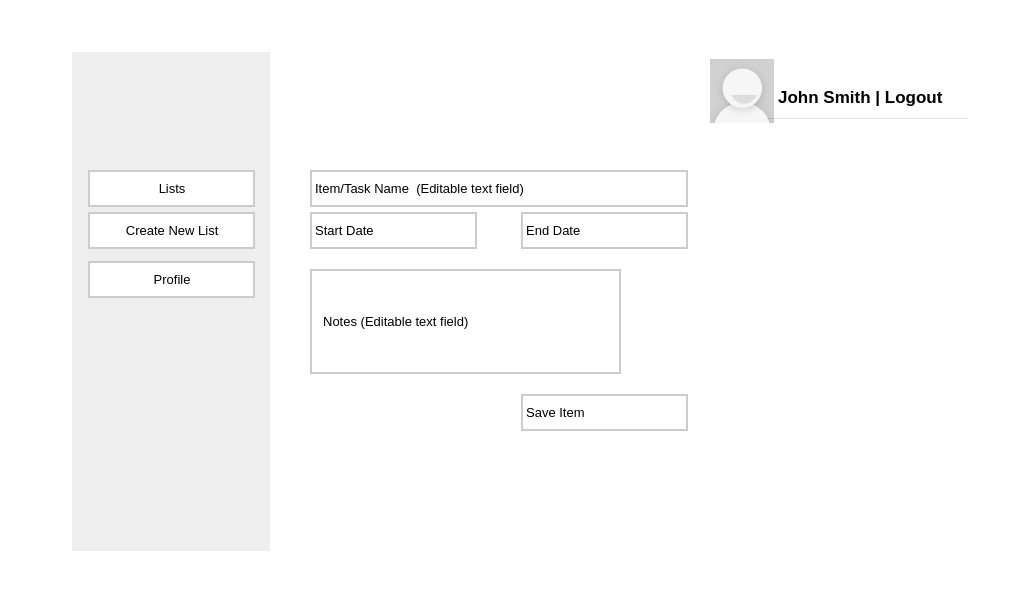 John Smith | Logout
Lists
Create New List
Profile
Item/Task Name  (Editable text field)
Start Date
End Date
Notes (Editable text field)
Save Item